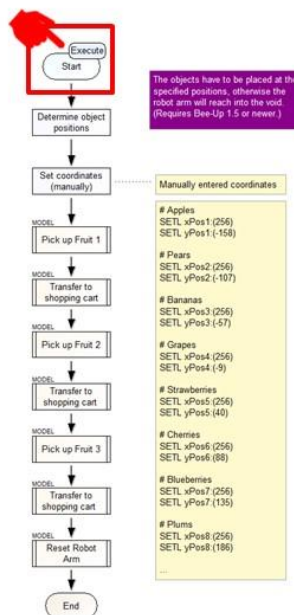 Execute
Start
The objects have to be placed at the
specified positions, otherwise the
robot arm will reach into the void.
(Requires Bee-Up 1.5 or newer.)
Determine object
positions
Set coordinates
(manually)
Manually entered coordinates
MODEL
Pick up Fruit 1
MODEL
Transfer to
shopping cart
MODEL
Pick up Fruit 2
MODEL
Transfer to
shopping cart
MODEL
Pick up Fruit 3
MODEL
Transfer to
shopping cart
MODEL
Reset Robot
Arm
End
# Apples
SETL xPos1:(256)
SETL yPos1:(-158)
# Pears
SETL xPos2:(256)
SETL yPos2:(-107)
# Bananas
SETL xPos3:(256)
SETL yPos3:(-57)
# Grapes
SETL xPos4:(256)
SETL yPos4:(-9)
# Strawberries
SETL xPos5:(256)
SETL yPos5:(40)
# Cherries
SETL xPos6:(256)
SETL yPos6:(88)
# Blueberries
SETL xPos7:(256)
SETL yPos7:(135)
# Plums
SETL xPos8:(256)
SETL yPos8:(186)
...